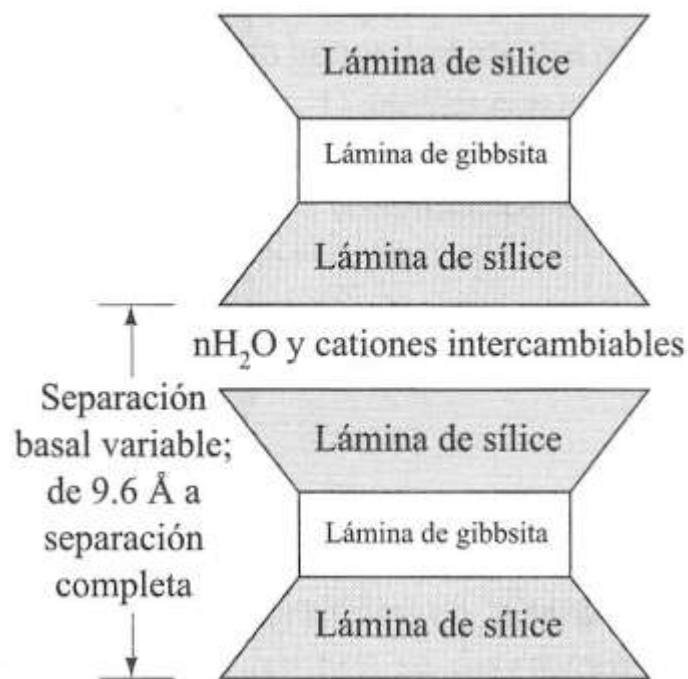 Lámina de sílice
Lámina de gibbsita
Lámina de sílice
nH₂O y cationes intercambiables
Separación
basal variable;
de 9.6 Å a
separación
completa
Lámina de sílice
Lámina de gibbsita
Lámina de sílice